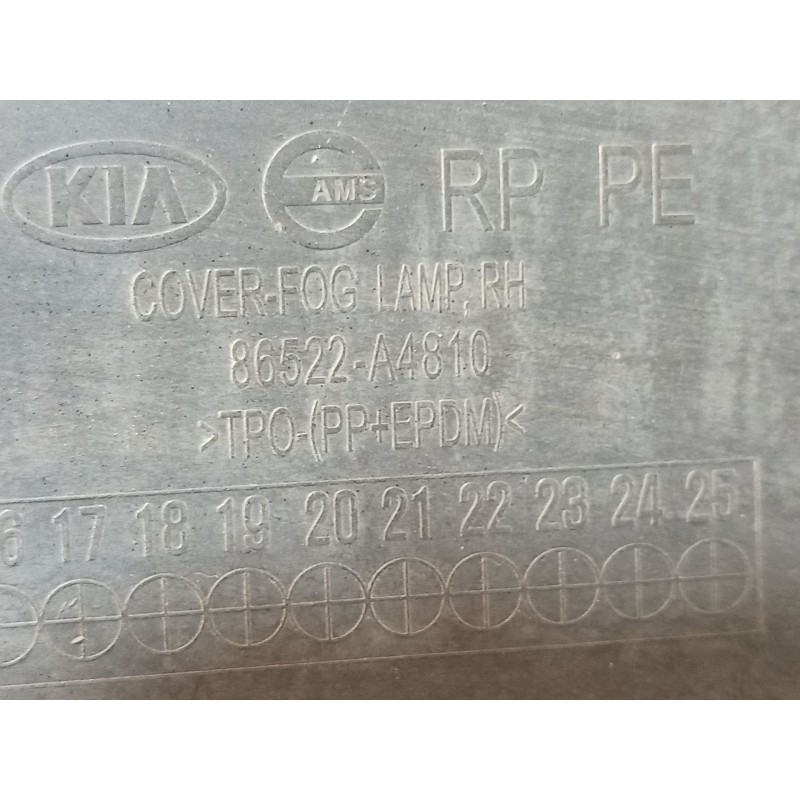 KIA AMS RP PE
COVER-FOG LAMP, RH
86522-A4810
>TPO-(PP+EPDM)<
6 17 18 19 20 21 22 23 24 25